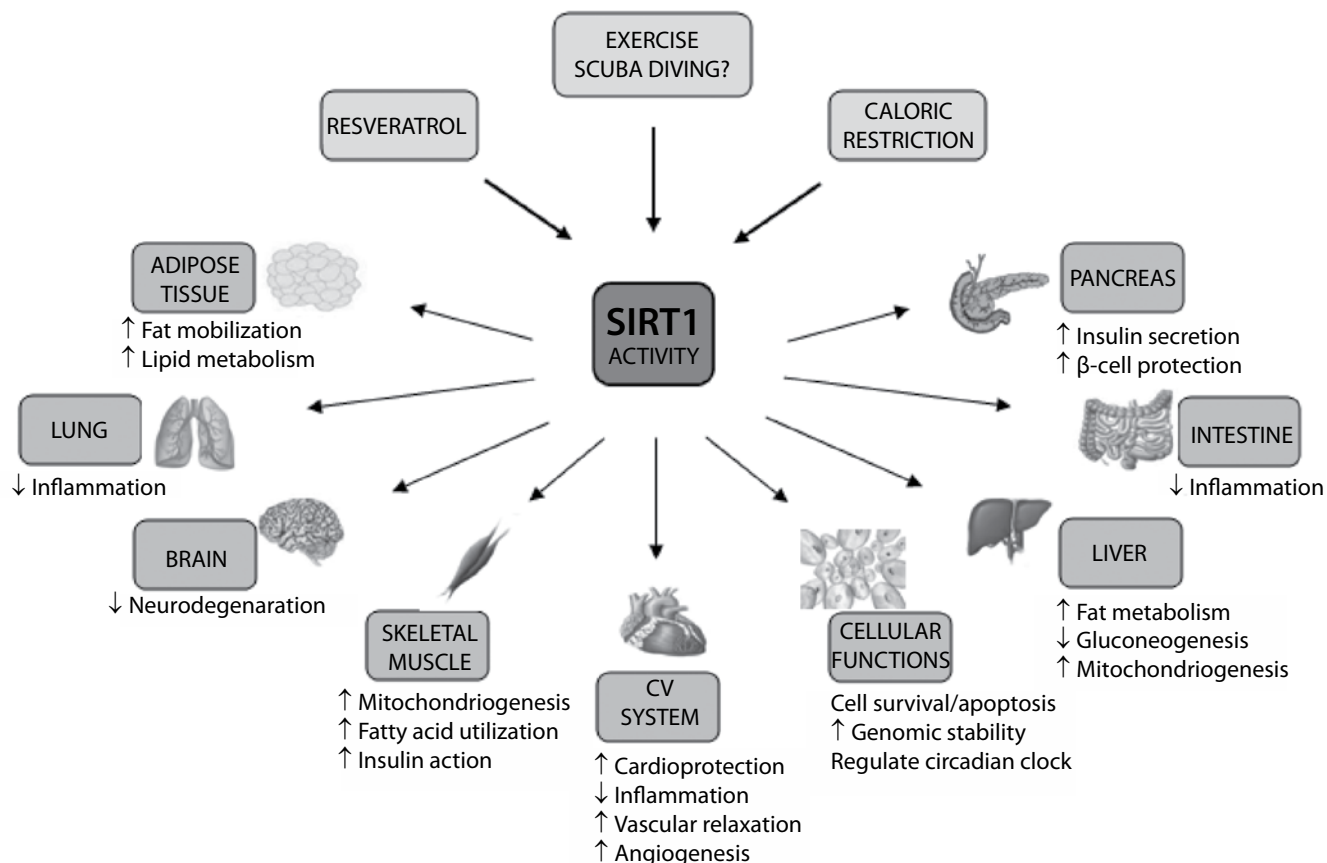 EXERCISE
SCUBA DIVING?
RESVERATROL
CALORIC
RESTRICTION
SIRT1
ACTIVITY
ADIPOSE
TISSUE
↑ Fat mobilization
↑ Lipid metabolism
PANCREAS
↑ Insulin secretion
↑ β-cell protection
LUNG
↓ Inflammation
INTESTINE
↓ Inflammation
BRAIN
↓ Neurodegenaration
LIVER
↑ Fat metabolism
↓ Gluconeogenesis
↑ Mitochondriogenesis
SKELETAL
MUSCLE
↑ Mitochondriogenesis
↑ Fatty acid utilization
↑ Insulin action
CV
SYSTEM
↑ Cardioprotection
↓ Inflammation
↑ Vascular relaxation
↑ Angiogenesis
CELLULAR
FUNCTIONS
Cell survival/apoptosis
↑ Genomic stability
Regulate circadian clock